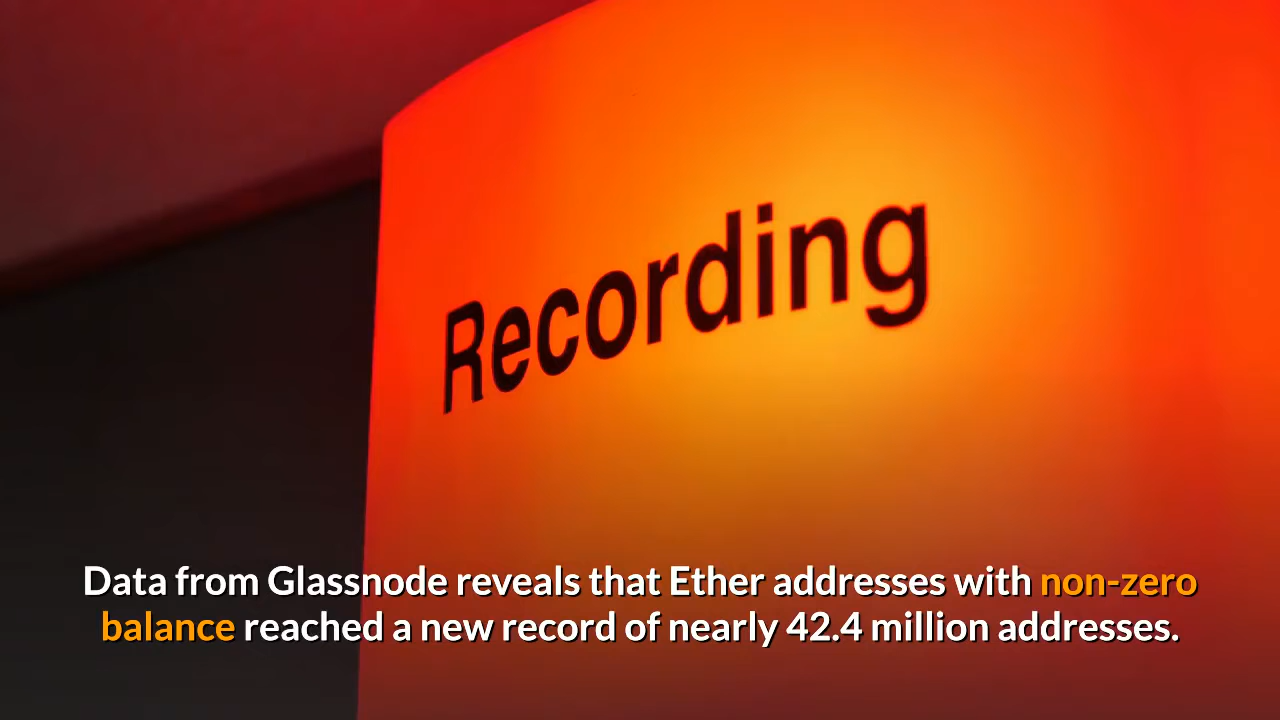 Recording
Data from Glassnode reveals that Ether addresses with non-zero
balance reached a new record of nearly 42.4 million addresses.